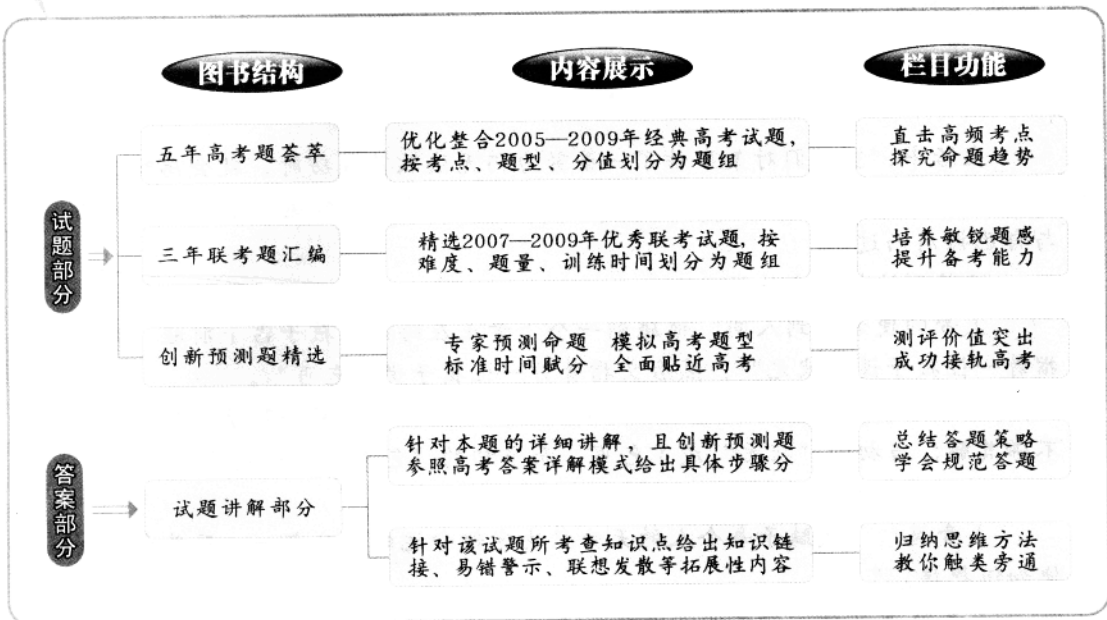 图书结构
内容展示
栏目功能
试题部分
五年高考题荟萃
优化整合2005—2009年经典高考试题,
按考点、题型、分值划分为题组
直击高频考点
探究命题趋势
三年联考题汇编
精选2007—2009年优秀联考试题,按
难度、题量、训练时间划分为题组
培养敏锐题感
提升备考能力
创新预测题精选
专家预测命题 模拟高考题型
标准时间赋分 全面贴近高考
测评价值突出
成功接轨高考
答案部分
试题讲解部分
针对本题的详细讲解，且创新预测题
参照高考答案详解模式给出具体步骤分
总结答题策略
学会规范答题
针对该试题所考查知识点给出知识链
接、易错警示、联想发散等拓展性内容
归纳思维方法
教你触类旁通